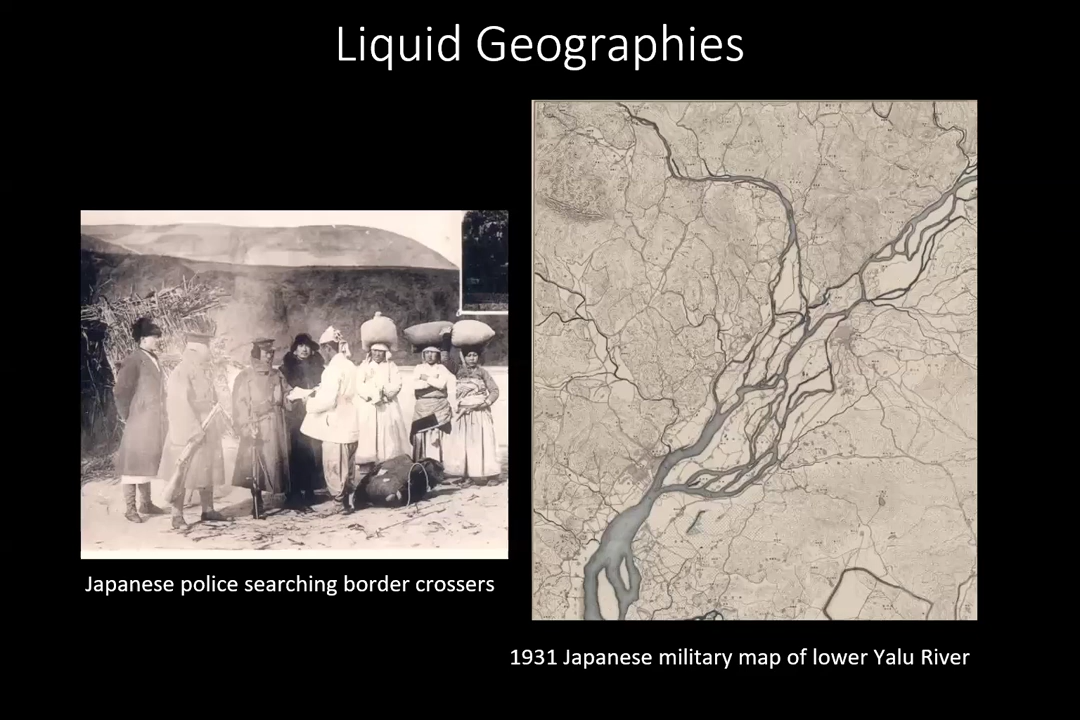 Liquid Geographies
Japanese police searching border crossers
1931 Japanese military map of lower Yalu River